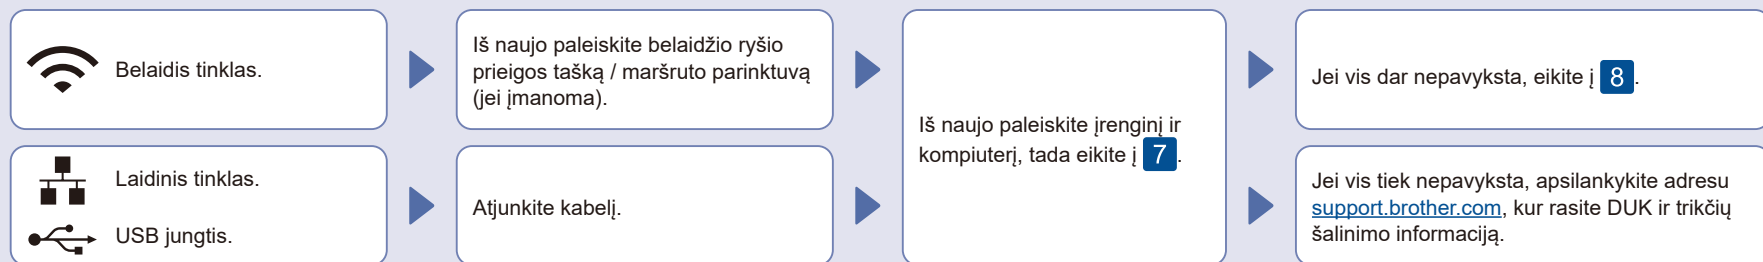 Belaidis tinklas.
Iš naujo paleiskite belaidžio ryšio
prieigos tašką / maršruto parinktuvą
(jei įmanoma).
Laidinis tinklas.
USB jungtis.
Atjunkite kabelį.
Iš naujo paleiskite įrenginį ir
kompiuterį, tada eikite į 7.
Jei vis dar nepavyksta, eikite į 8.
Jei vis tiek nepavyksta, apsilankykite adresu
support.brother.com, kur rasite DUK ir trikčių
šalinimo informaciją.